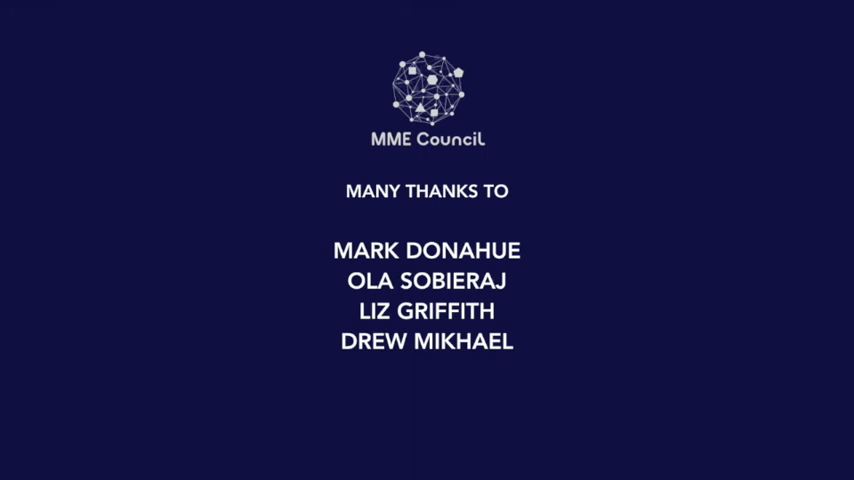 MME Council
MANY THANKS TO
MARK DONAHUE
OLA SOBIERAJ
LIZ GRIFFITH
DREW MIKHAEL